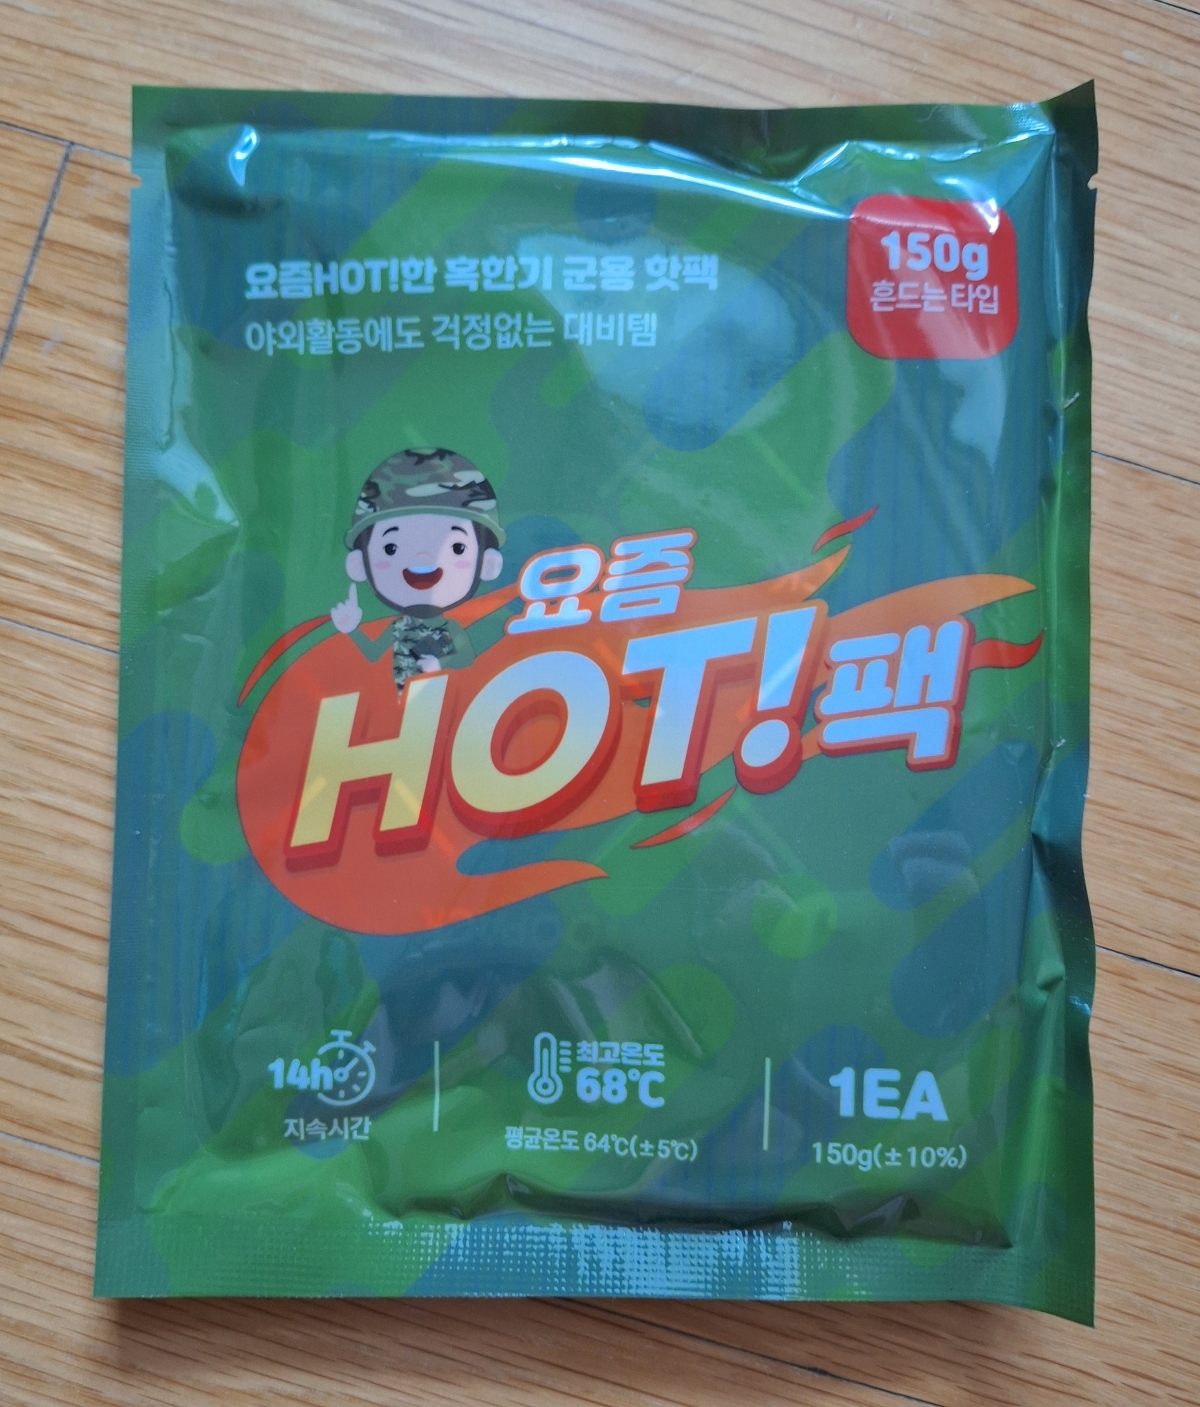 요즘HOT!한 혹한기 군용 핫팩
야외활동에도 걱정없는 대비템
150g
흔드는 타입
요즘
HOT!팩
14h
지속시간
최고온도
68℃
평균온도 64℃(±5℃)
1EA
150g(±10%)